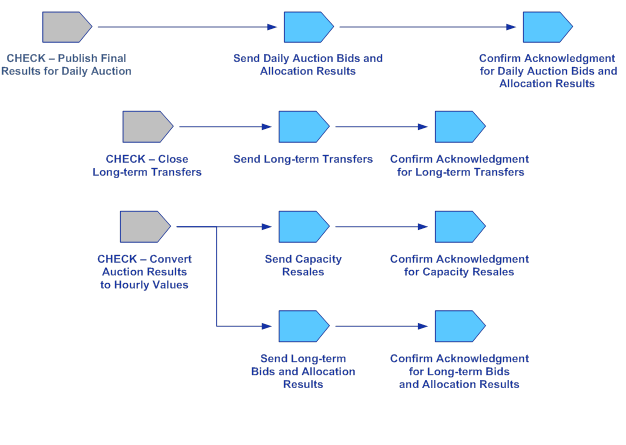 CHECK – Publish Final
Results for Daily Auction
Send Daily Auction Bids and
Allocation Results
Confirm Acknowledgment
for Daily Auction Bids and
Allocation Results
CHECK – Close
Long-term Transfers
Send Long-term Transfers
Confirm Acknowledgment
for Long-term Transfers
CHECK – Convert
Auction Results
to Hourly Values
Send Capacity
Resales
Confirm Acknowledgment
for Capacity Resales
Send Long-term
Bids and Allocation
Results
Confirm Acknowledgment
for Long-term Bids
and Allocation Results